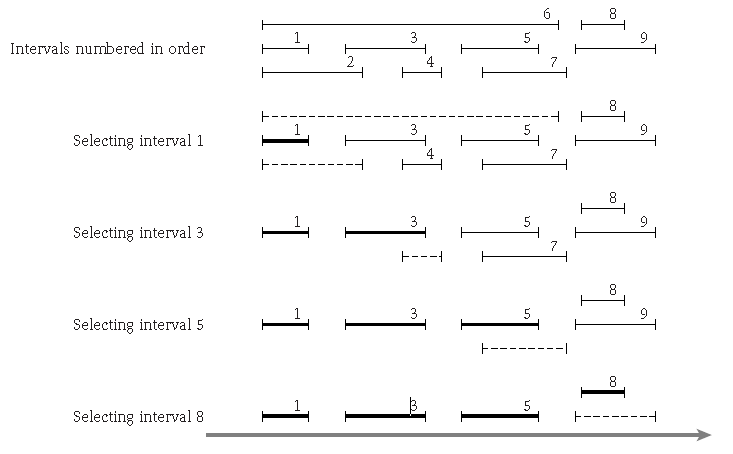 6 8
Intervals numbered in order 1 3 5 9
2 4 7
8
Selecting interval 1 1 3 5 9
4 7
8
Selecting interval 3 1 3 5 9
7
8
Selecting interval 5 1 3 5 9
8
Selecting interval 8 1 3 5